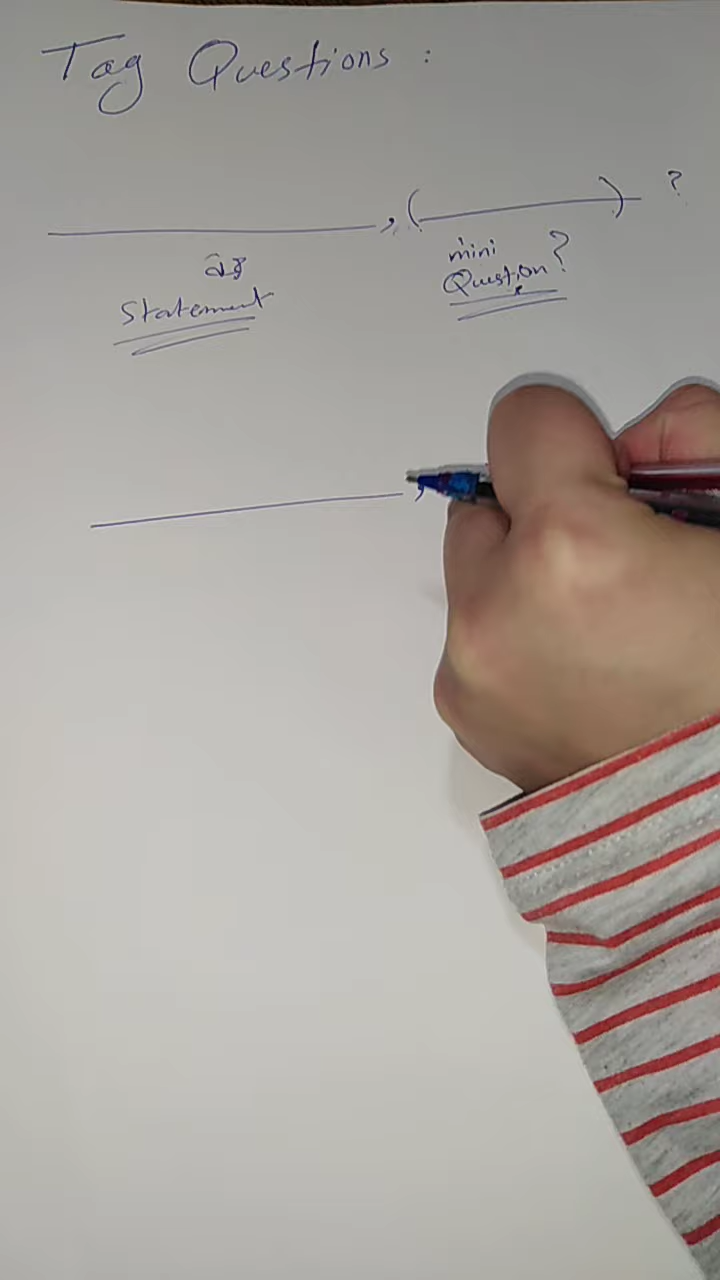 Tag Questions :
, ( ) ?
mini
Statement
Question ?
,